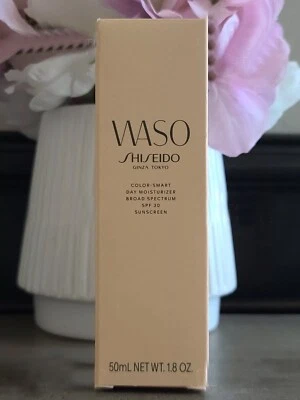 WASO
SHISEIDO
GINZA TOKYO
COLOR-SMART
DAY MOISTURIZER
BROAD SPECTRUM
SPF 30
SUNSCREEN
50mL NET WT. 1.8 OZ.